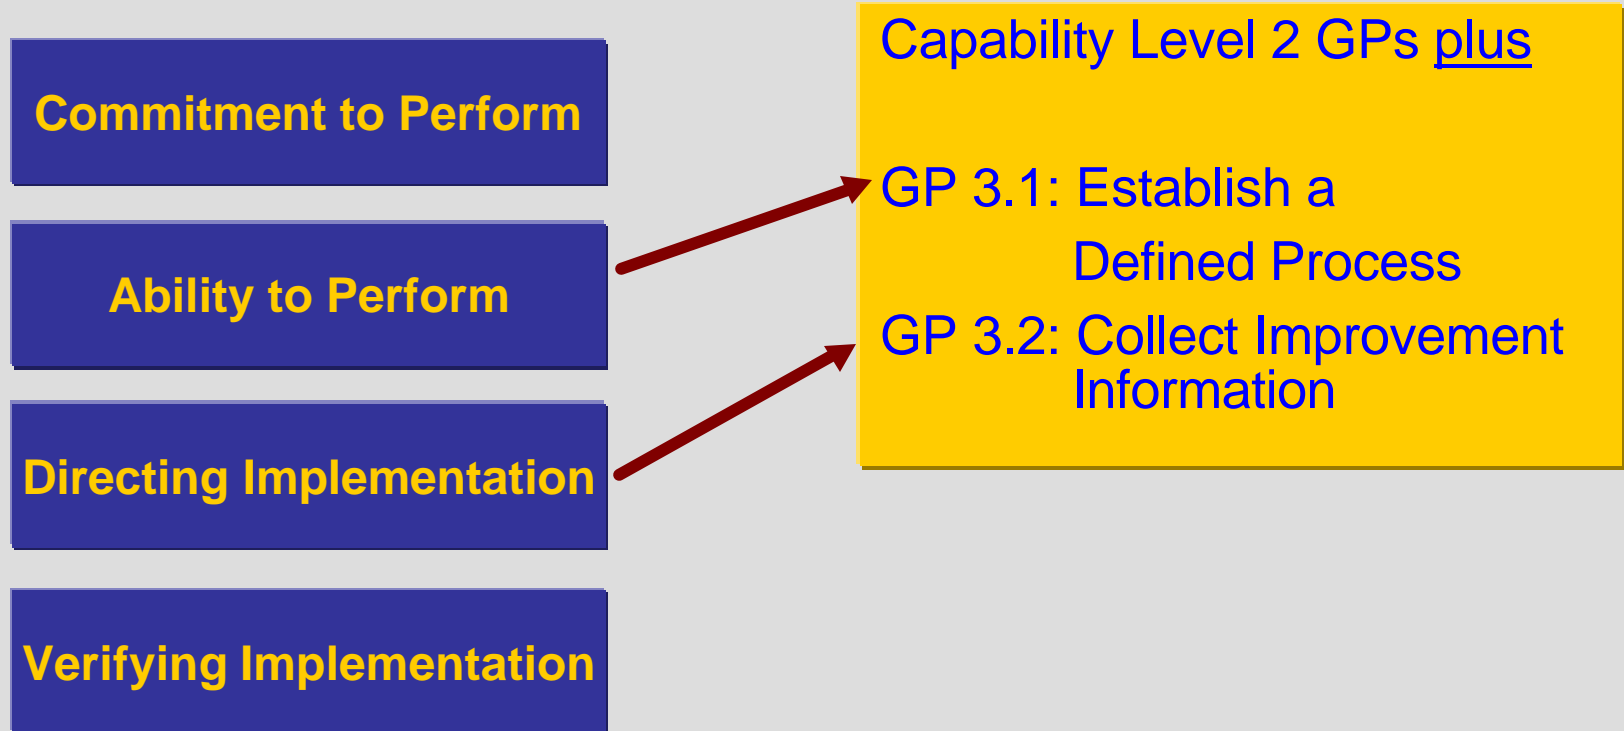 Commitment to Perform
Ability to Perform
Directing Implementation
Verifying Implementation
Capability Level 2 GPs plus
GP 3.1: Establish a
Defined Process
GP 3.2: Collect Improvement
Information